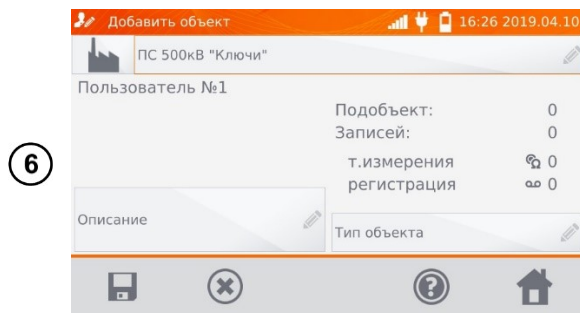 Добавить объект 16:26 2019.04.10
ПС 500кВ "Ключи"
Пользователь №1
Подобъект: 0
Записей: 0
т.измерения 0
регистрация 0
6
Описание
Тип объекта